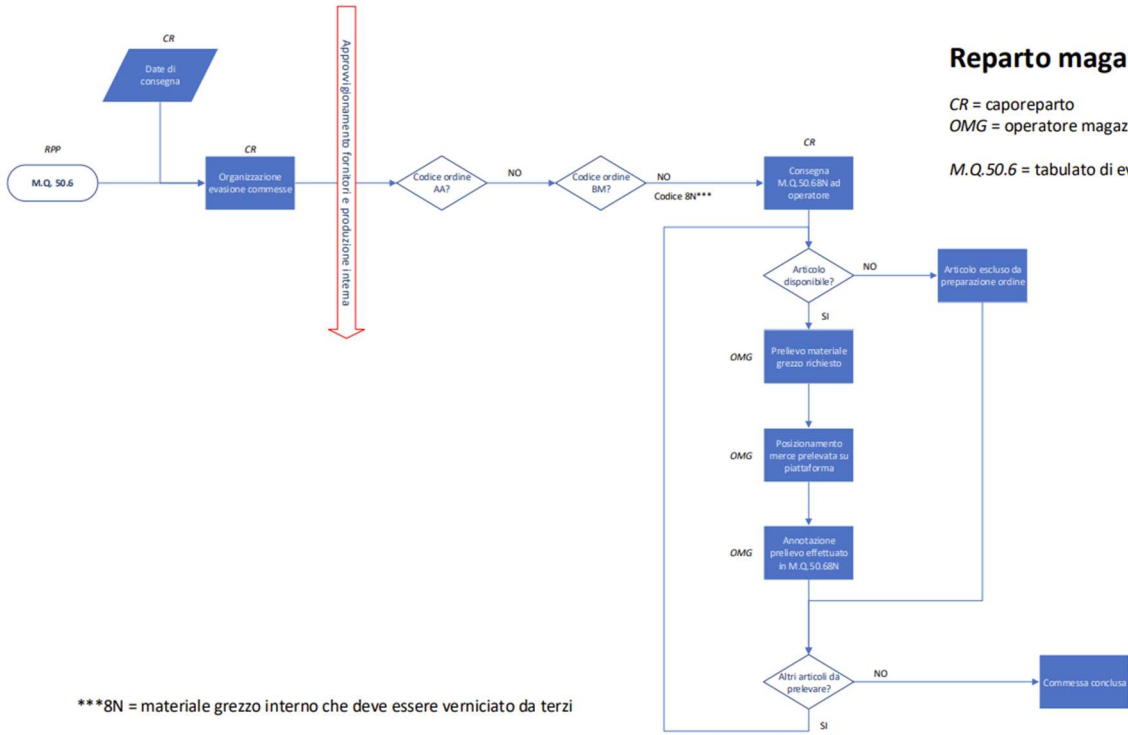 CR
Date di
consegna
RPP
M.Q. 50.6
CR
Organizzazione
evasione commesse
Approvvigionamento fornitori e produzione interna
Codice ordine
AA?
NO
Codice ordine
BM?
NO
Codice 8N***
CR
Consegna
M.Q.50.68N ad
operatore
Reparto maga
CR = caporeparto
OMG = operatore magaz
M.Q.50.6 = tabulato di ev
Articolo
disponibile?
NO
Articolo escluso da
preparazione ordine
SI
OMG
Prelievo materiale
grezzo richiesto
OMG
Posizionamento
merce prelevata su
piattaforma
OMG
Annotazione
prelievo effettuato
in M.Q.50.68N
Altri articoli da
prelevare?
NO
Commessa conclusa
SI
***8N = materiale grezzo interno che deve essere verniciato da terzi